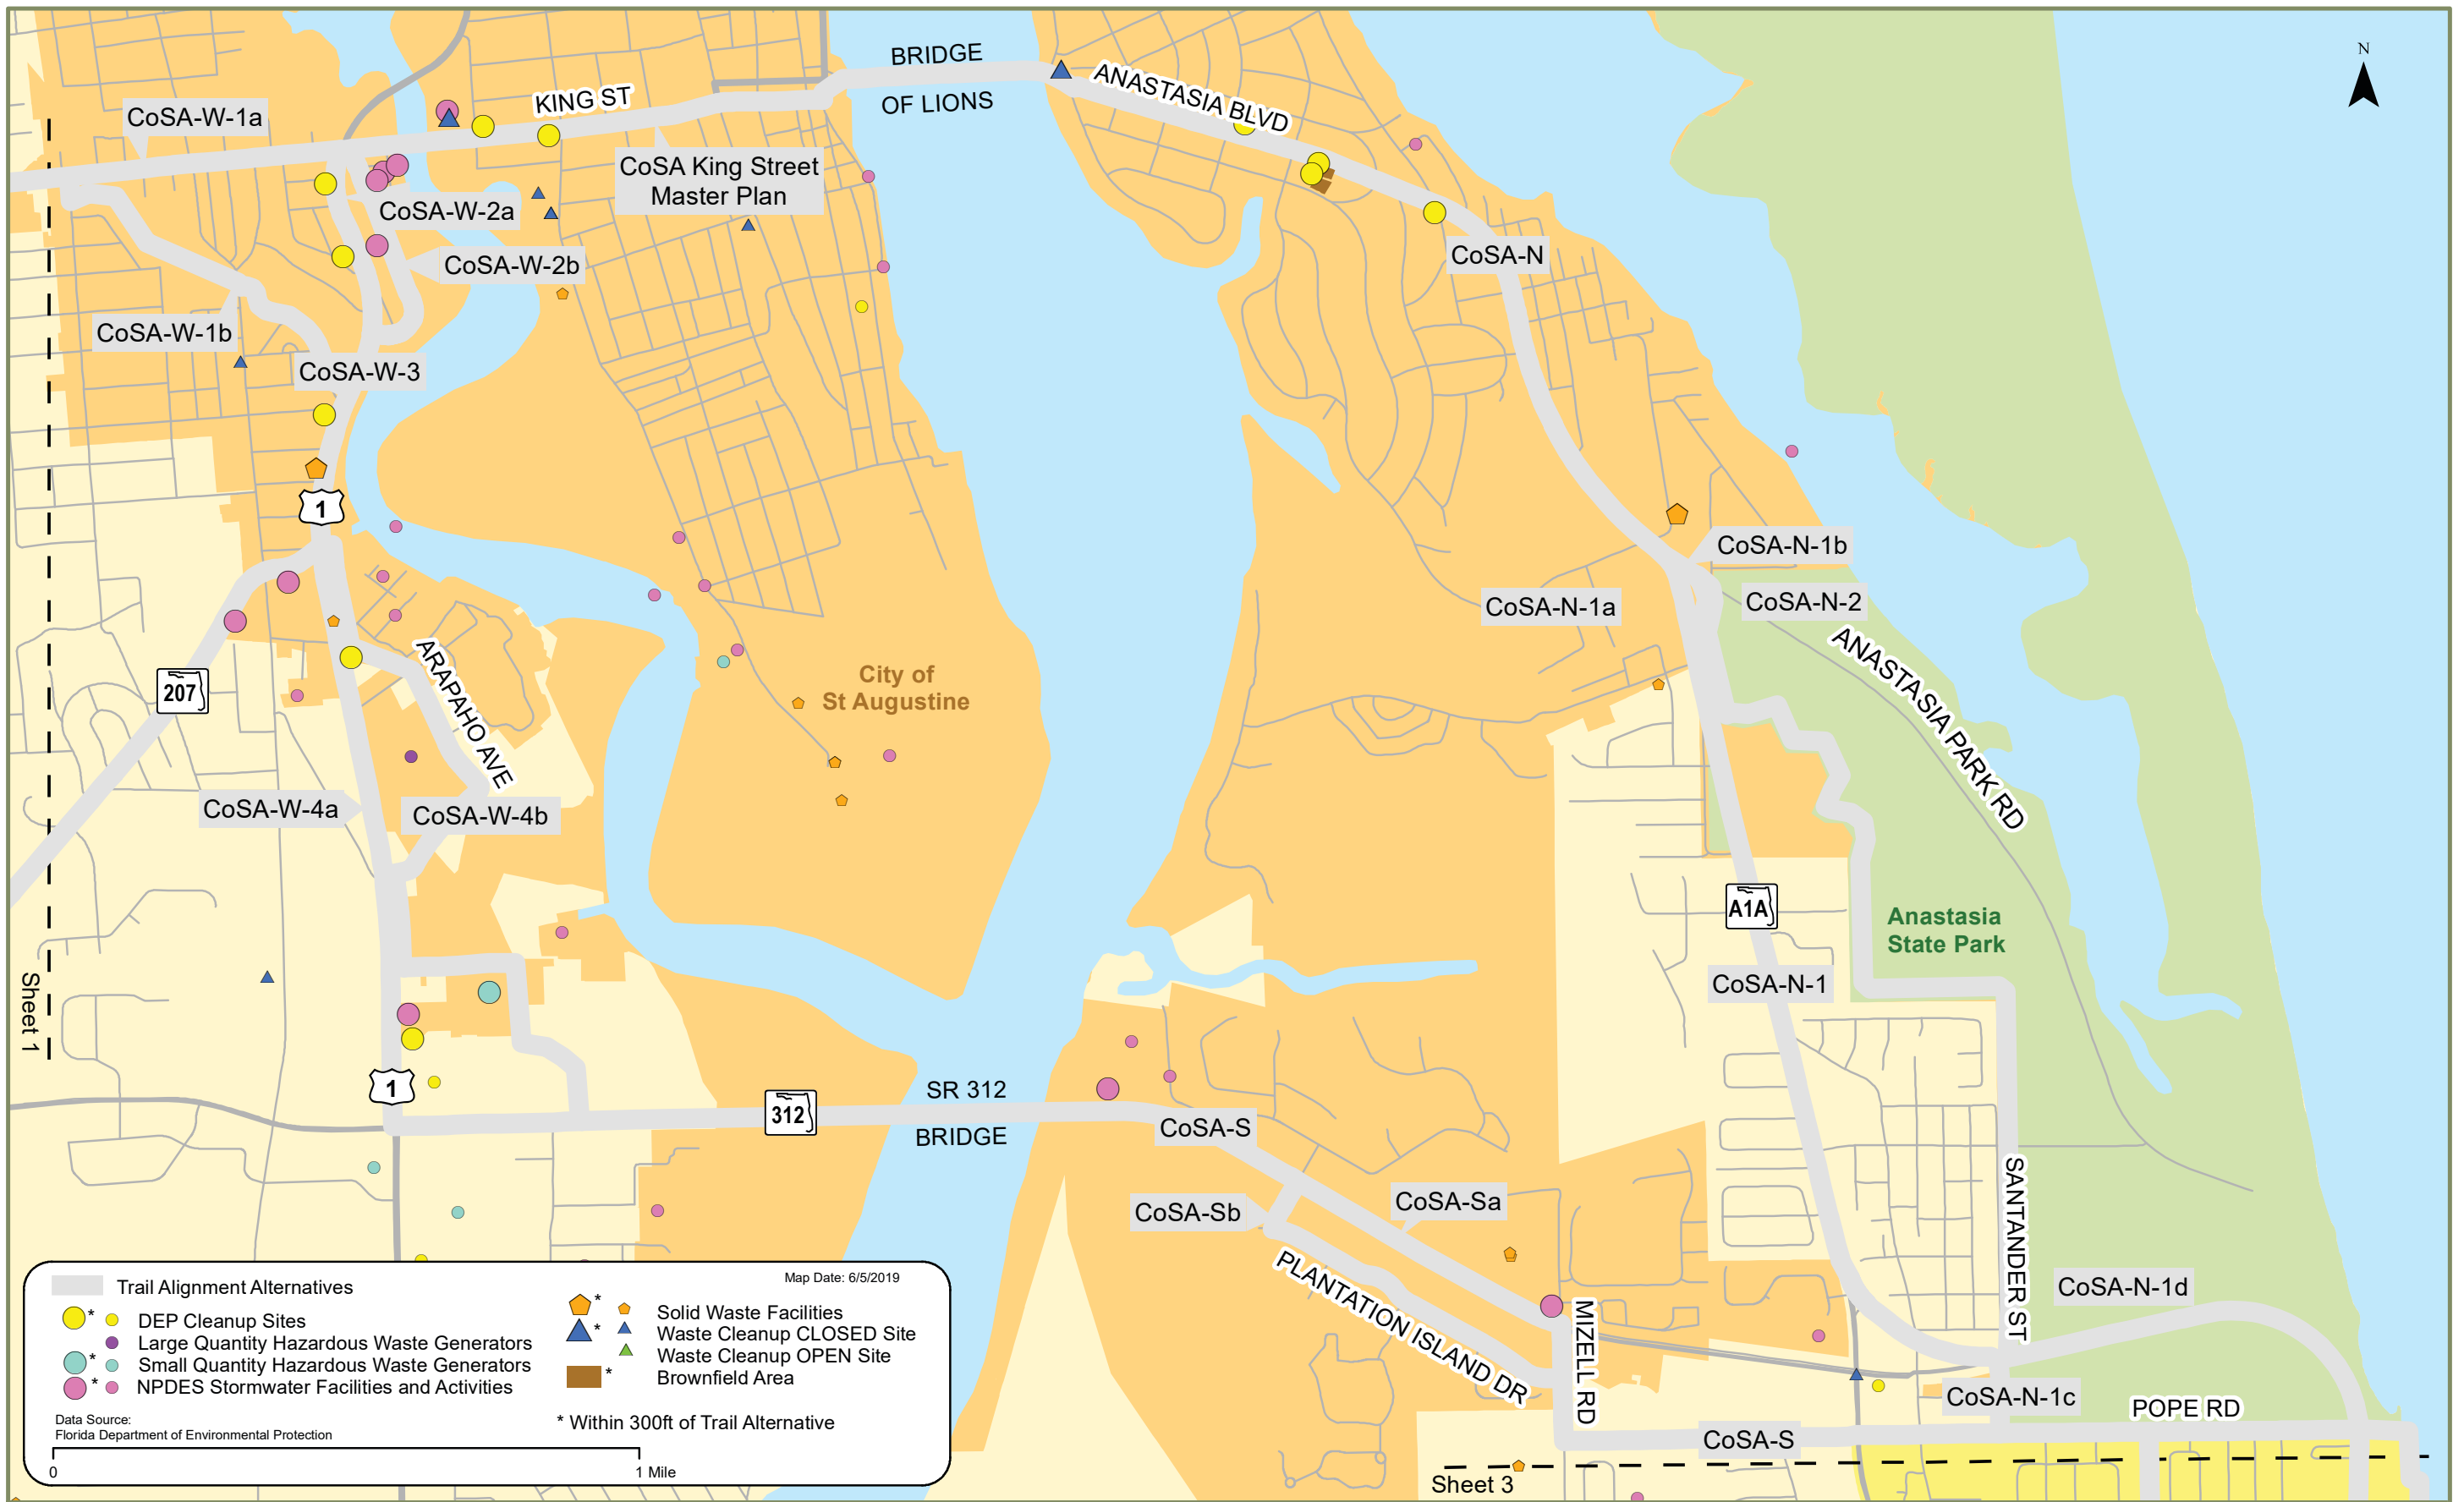 BRIDGE
OF LIONS
N
ANASTASIA BLVD
KING ST
CoSA-W-1a
CoSA King Street
Master Plan
CoSA-W-2a
CoSA-W-2b
CoSA-N
CoSA-W-1b
CoSA-W-3
1
CoSA-N-1b
CoSA-N-1a
CoSA-N-2
ANASTASIA PARK RD
ARAPAHO AVE
207
City of
St Augustine
CoSA-W-4a
CoSA-W-4b
A1A
Anastasia
State Park
CoSA-N-1
Sheet 1
1
312
SR 312
BRIDGE
CoSA-S
CoSA-Sb
CoSA-Sa
PLANTATION ISLAND DR
MIZELL RD
SANTANDER ST
CoSA-N-1d
CoSA-N-1c
POPE RD
CoSA-S
Sheet 3
Map Date: 6/5/2019
Trail Alignment Alternatives
* DEP Cleanup Sites
Large Quantity Hazardous Waste Generators
* Small Quantity Hazardous Waste Generators
* NPDES Stormwater Facilities and Activities
* Solid Waste Facilities
* Waste Cleanup CLOSED Site
Waste Cleanup OPEN Site
* Brownfield Area
* Within 300ft of Trail Alternative
Data Source:
Florida Department of Environmental Protection
0 1 Mile